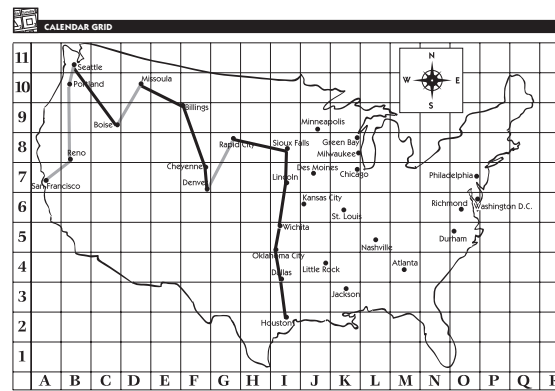 CALENDAR GRID
11
10
9
8
7
6
5
4
3
2
1
N
W E
S
Seattle
Portland
Missoula
Billings
Boise
Minneapolis
Green Bay
Rapid City
Sioux Falls
Milwaukee
Reno
Cheyenne
Des Moines
Chicago
Lincoln
Philadelphia
San Francisco
Denver
Kansas City
Richmond
Washington D.C.
St. Louis
Wichita
Durham
Nashville
Oklahoma City
Dallas
Little Rock
Atlanta
Jackson
Houston
A B C D E F G H I J K L M N O P Q